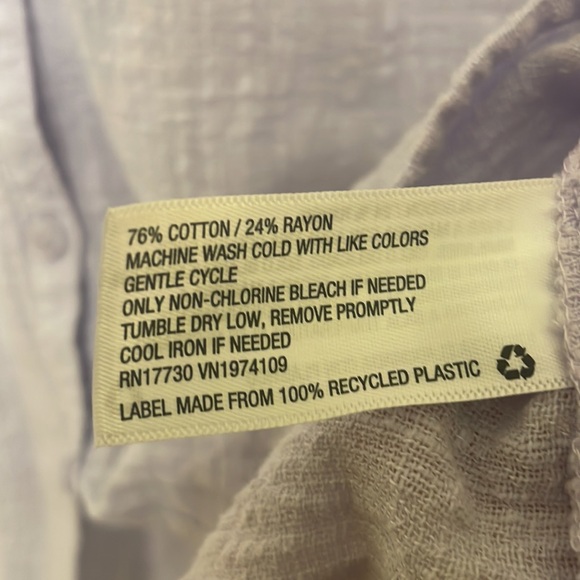 76% COTTON / 24% RAYON
MACHINE WASH COLD WITH LIKE COLORS
GENTLE CYCLE
ONLY NON-CHLORINE BLEACH IF NEEDED
TUMBLE DRY LOW, REMOVE PROMPTLY
COOL IRON IF NEEDED
RN17730 VN1974109
LABEL MADE FROM 100% RECYCLED PLASTIC